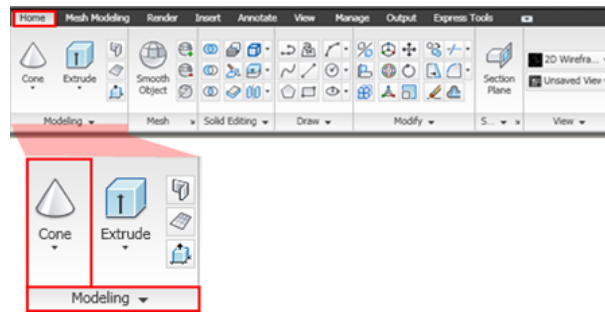 Home Mesh Modeling Render Insert Annotate View Manage Output Express Tools
Cone Extrude Smooth Object Section Plane 2D Wirefra... Unsaved View
Modeling Mesh Solid Editing Draw Modify S... View
Cone Extrude
Modeling